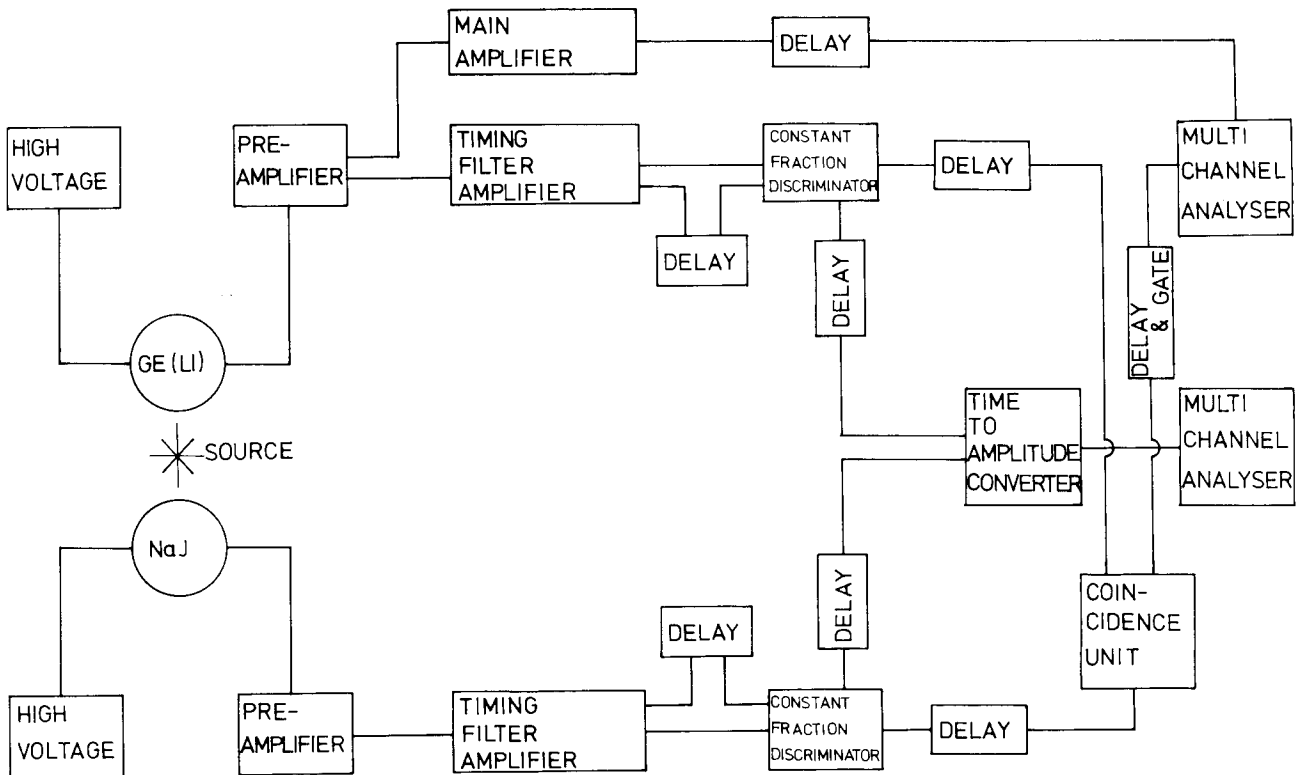 MAIN
AMPLIFIER
DELAY
HIGH
VOLTAGE
PRE-
AMPLIFIER
TIMING
FILTER
AMPLIFIER
CONSTANT
FRACTION
DISCRIMINATOR
DELAY
MULTI
CHANNEL
ANALYSER
DELAY
DELAY
DELAY
& GATE
GE(LI)
SOURCE
TIME
TO
AMPLITUDE
CONVERTER
MULTI
CHANNEL
ANALYSER
NaJ
DELAY
DELAY
COIN-
CIDENCE
UNIT
HIGH
VOLTAGE
PRE-
AMPLIFIER
TIMING
FILTER
AMPLIFIER
CONSTANT
FRACTION
DISCRIMINATOR
DELAY